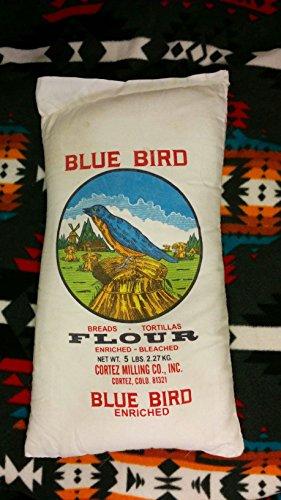 BLUE BIRD
BREADS - TORTILLAS
FLOUR
ENRICHED - BLEACHED
NET WT. 5 LBS. 2.27 KG.
CORTEZ MILLING CO., INC.
CORTEZ, COLO. 81321
BLUE BIRD
ENRICHED